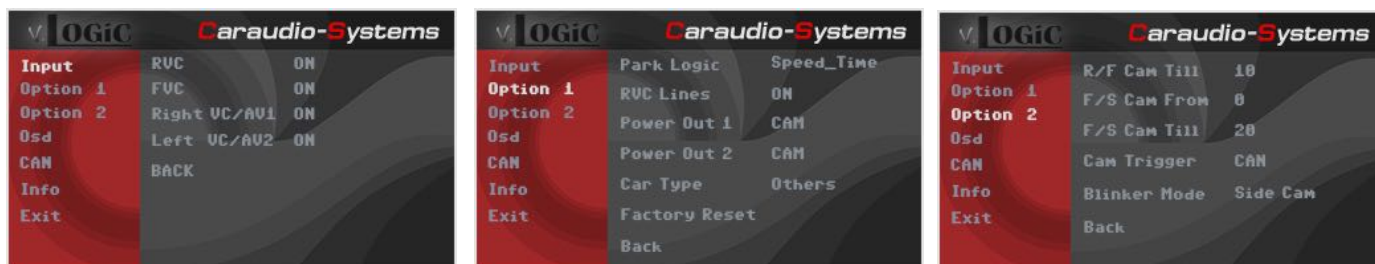 v.LOGiC Caraudio-Systems
Input
Option 1
Option 2
Osd
CAN
Info
Exit
RVC ON
FVC ON
Right VC/AV1 ON
Left VC/AV2 ON
BACK
v.LOGiC Caraudio-Systems
Input
Option 1
Option 2
Osd
CAN
Info
Exit
Park Logic Speed_Time
RVC Lines ON
Power Out 1 CAM
Power Out 2 CAM
Car Type Others
Factory Reset
Back
v.LOGiC Caraudio-Systems
Input
Option 1
Option 2
Osd
CAN
Info
Exit
R/F Cam Till 10
F/S Cam From 0
F/S Cam Till 20
Cam Trigger CAN
Blinker Mode Side Cam
Back